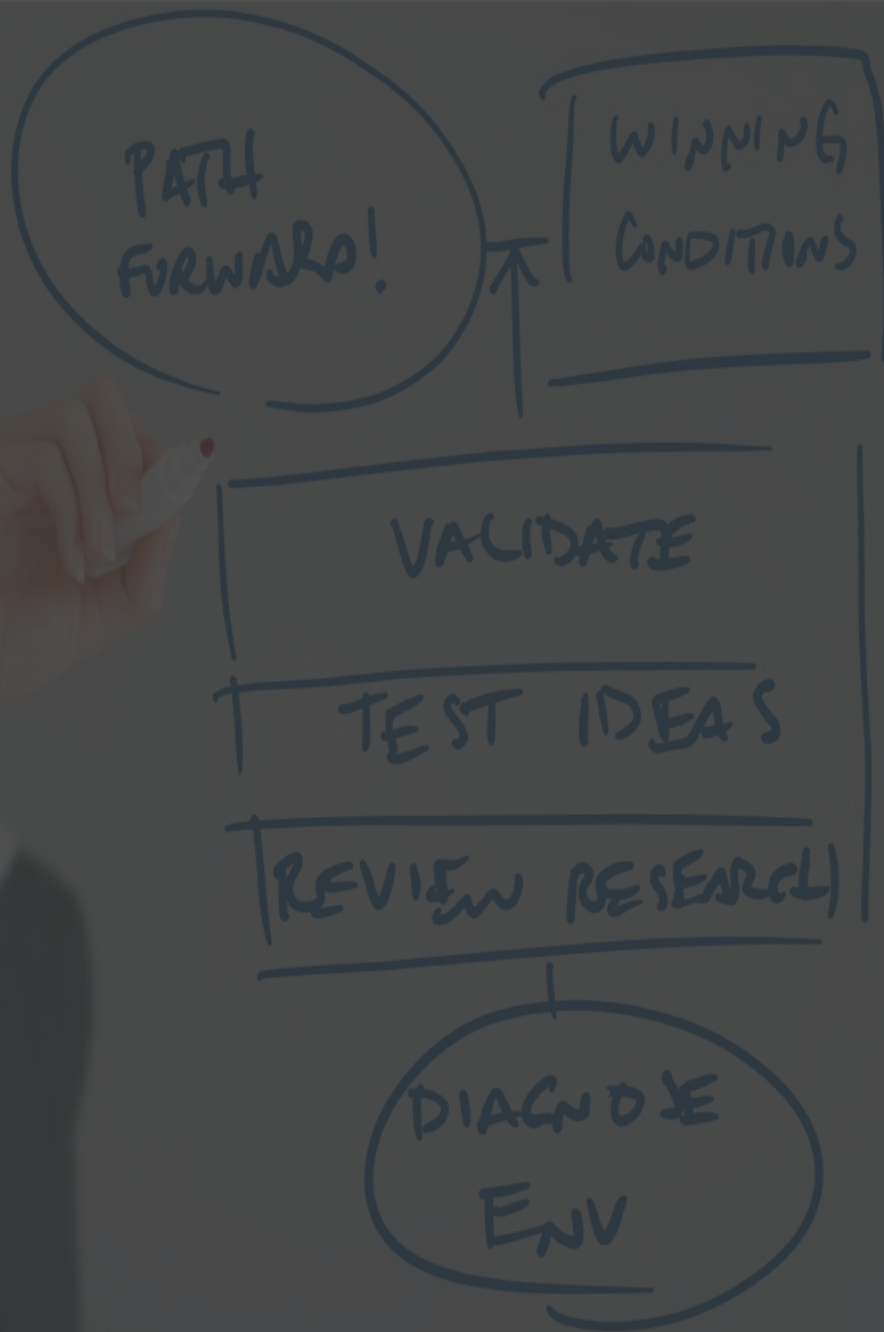 PATH
FORWARD!
WINNING
CONDITIONS
VALIDATE
TEST IDEAS
REVIEW RESEARCH
DIAGNOSE
ENV